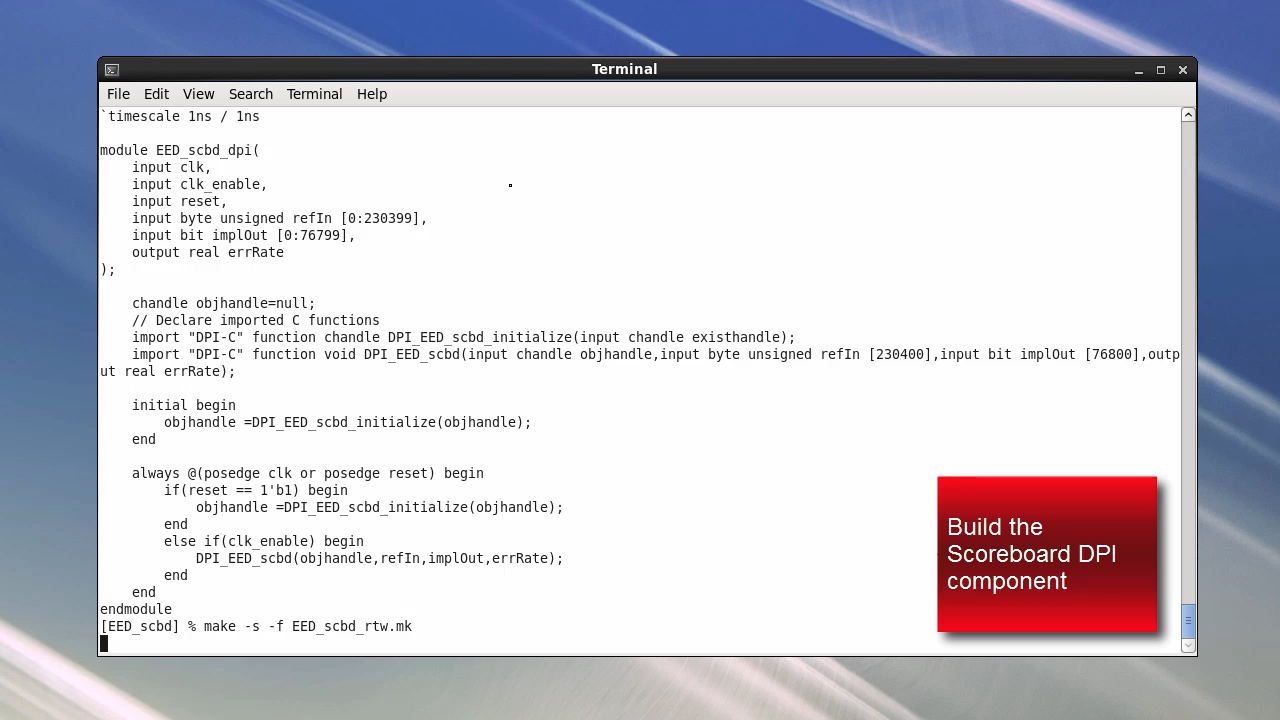 Terminal
File Edit View Search Terminal Help
`timescale 1ns / 1ns
module EED_scbd_dpi(
    input clk,
    input clk_enable,
    input reset,
    input byte unsigned refIn [0:230399],
    input bit implOut [0:76799],
    output real errRate
);
    chandle objhandle=null;
    // Declare imported C functions
    import "DPI-C" function chandle DPI_EED_scbd_initialize(input chandle existhandle);
    import "DPI-C" function void DPI_EED_scbd(input chandle objhandle,input byte unsigned refIn [230400],input bit implOut [76800],outp
ut real errRate);
    initial begin
        objhandle =DPI_EED_scbd_initialize(objhandle);
    end
    always @(posedge clk or posedge reset) begin
        if(reset == 1'b1) begin
            objhandle =DPI_EED_scbd_initialize(objhandle);
        end
        else if(clk_enable) begin
            DPI_EED_scbd(objhandle,refIn,implOut,errRate);
        end
    end
endmodule
[EED_scbd] % make -s -f EED_scbd_rtw.mk
Build the
Scoreboard DPI
component